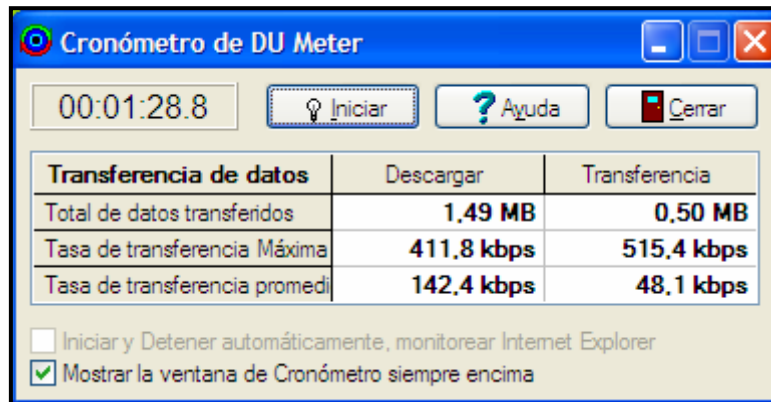 Cronómetro de DU Meter
00:01:28.8 Iniciar Ayuda Cerrar
Transferencia de datos Descargar Transferencia
Total de datos transferidos 1,49 MB 0,50 MB
Tasa de transferencia Máxima 411,8 kbps 515,4 kbps
Tasa de transferencia promedi 142,4 kbps 48,1 kbps
Iniciar y Detener automáticamente, monitorear Internet Explorer
Mostrar la ventana de Cronómetro siempre encima